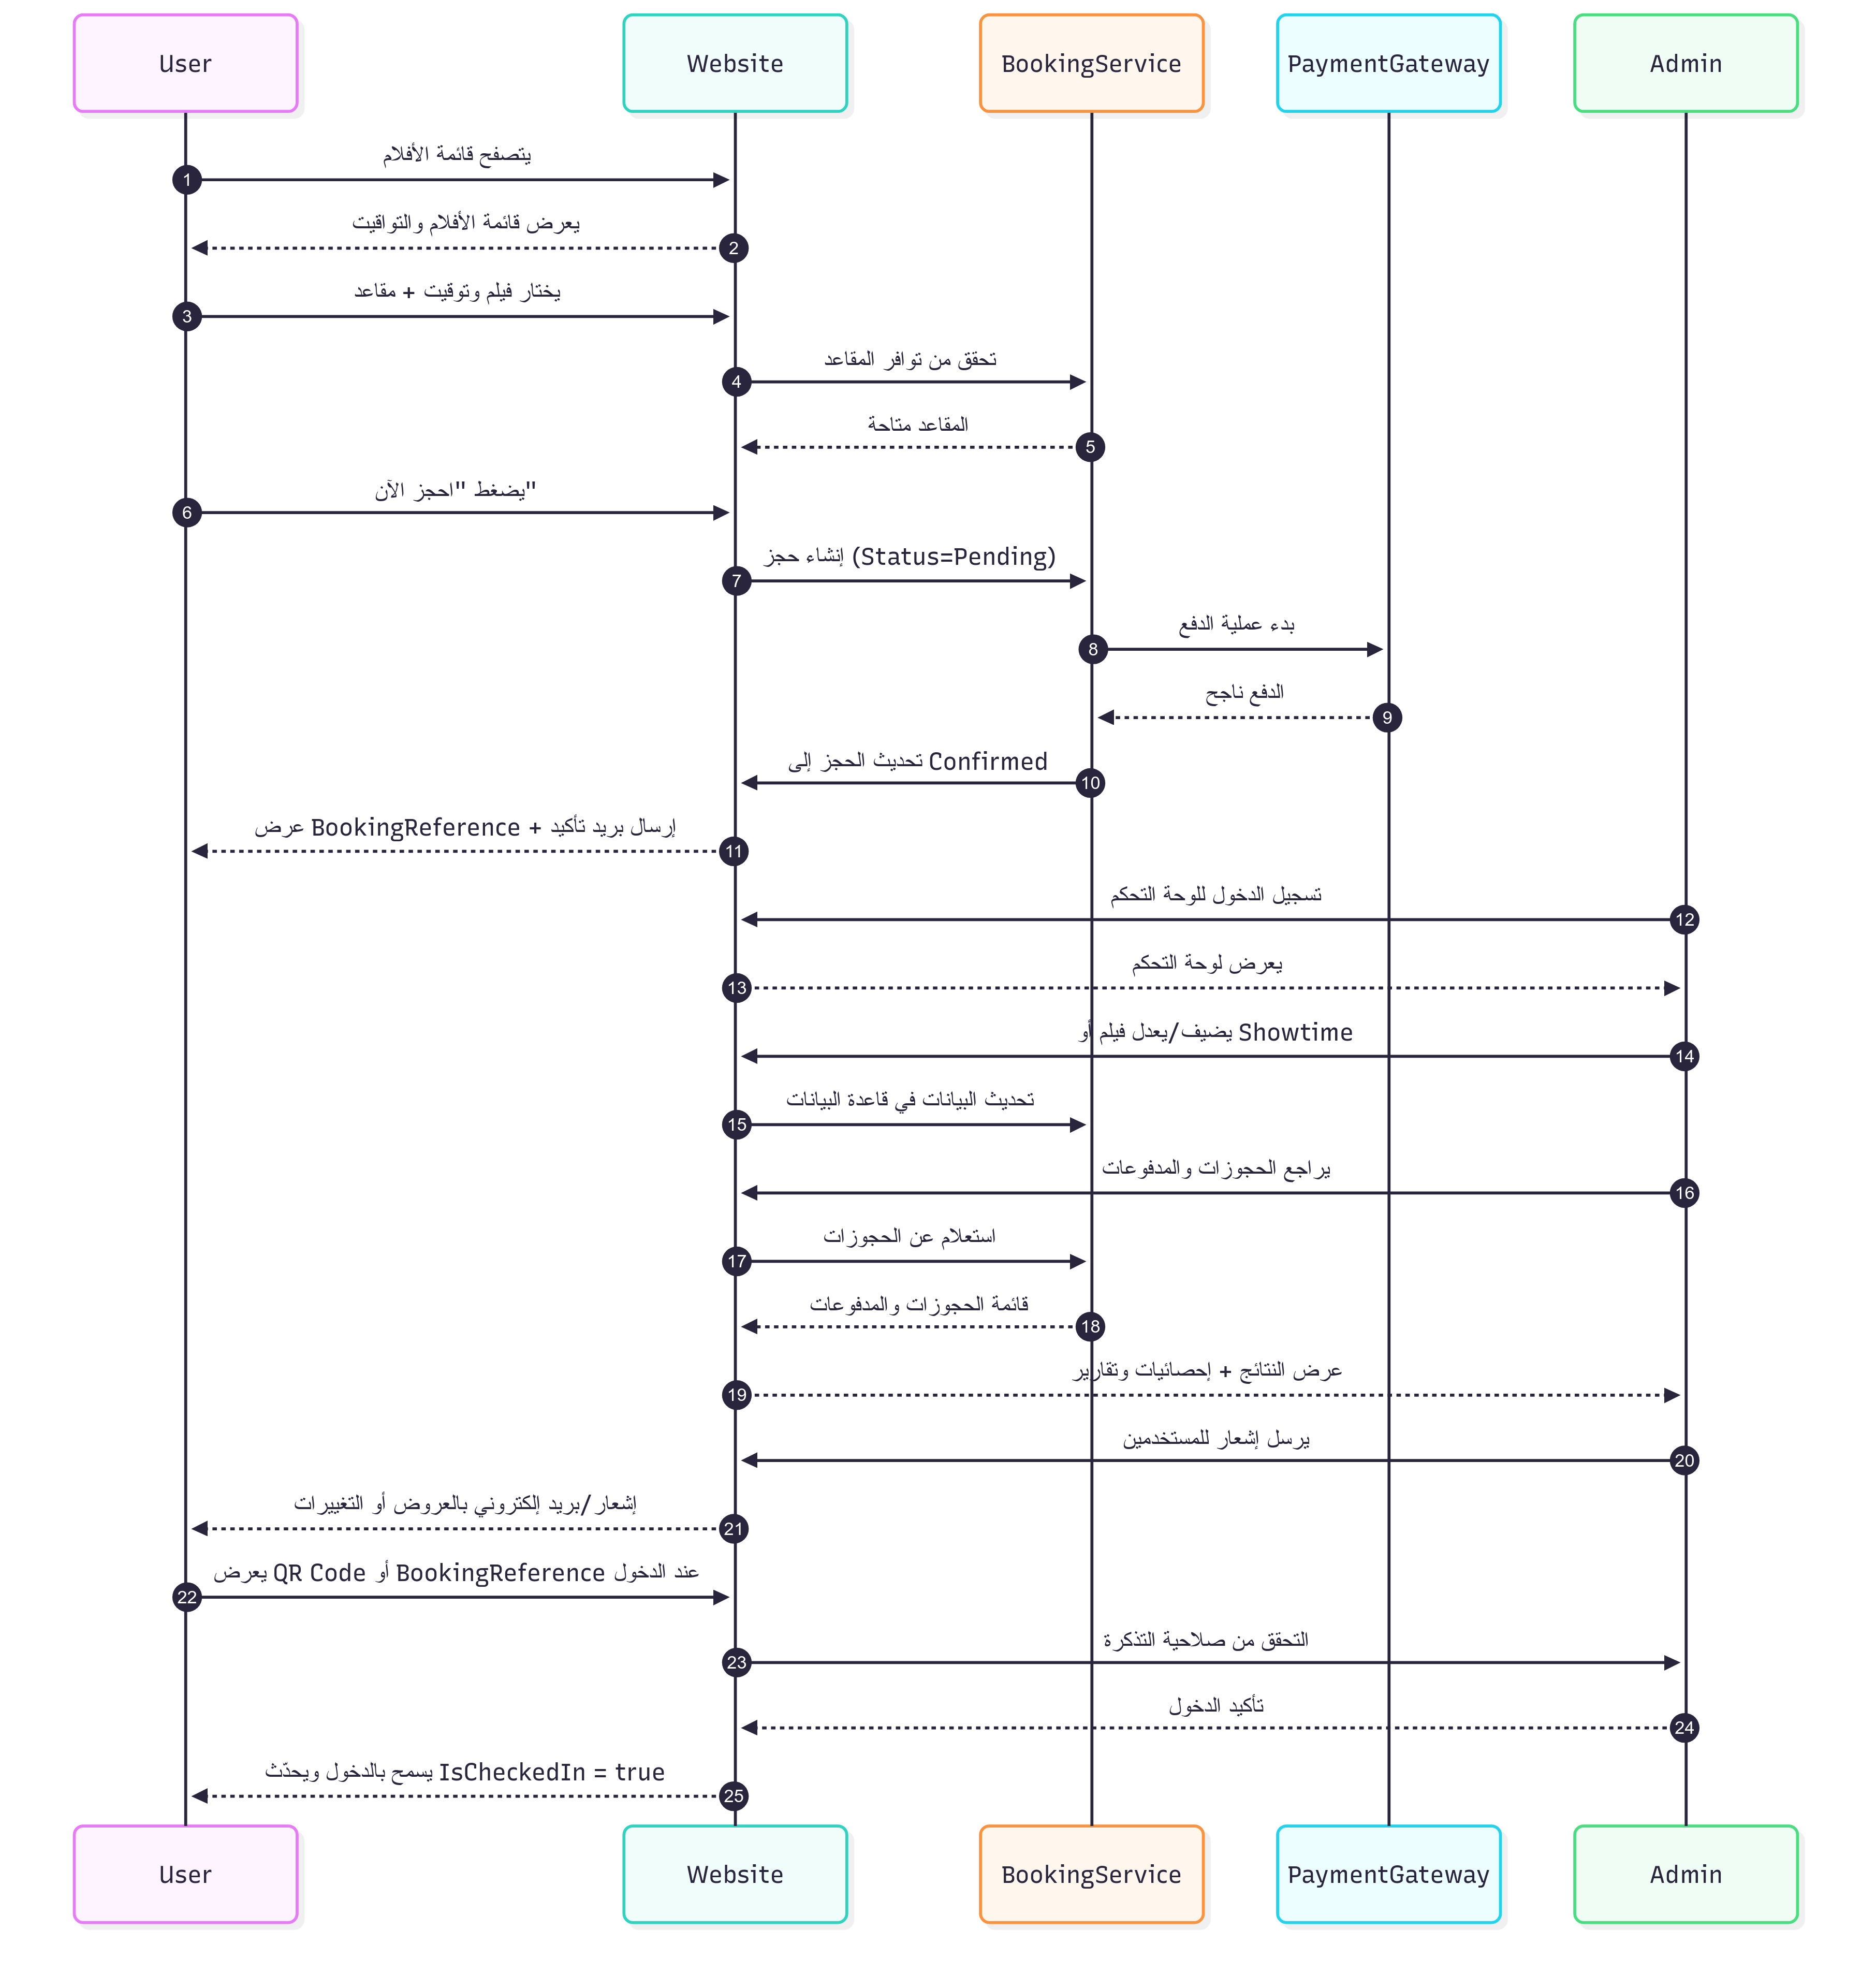 User
Website
BookingService
PaymentGateway
Admin
يتصفح قائمة الأفلام
1
يعرض قائمة الأفلام والتواقيت
2
يختار فيلم وتوقيت + مقاعد
3
تحقق من توافر المقاعد
4
المقاعد متاحة
5
يضغط "احجز الآن"
6
إنشاء حجز (Status=Pending)
7
بدء عملية الدفع
8
الدفع ناجح
9
تحديث الحجز إلى Confirmed
10
عرض BookingReference + إرسال بريد تأكيد
11
تسجيل الدخول للوحة التحكم
12
يعرض لوحة التحكم
13
يضيف/يعدل فيلم أو Showtime
14
تحديث البيانات في قاعدة البيانات
15
يراجع الحجوزات والمدفوعات
16
استعلام عن الحجوزات
17
قائمة الحجوزات والمدفوعات
18
عرض النتائج + إحصائيات وتقارير
19
يرسل إشعار للمستخدمين
20
إشعار/بريد إلكتروني بالعروض أو التغييرات
21
يعرض QR Code أو BookingReference عند الدخول
22
التحقق من صلاحية التذكرة
23
تأكيد الدخول
24
يسمح بالدخول ويحدّث IsCheckedIn = true
25
User
Website
BookingService
PaymentGateway
Admin